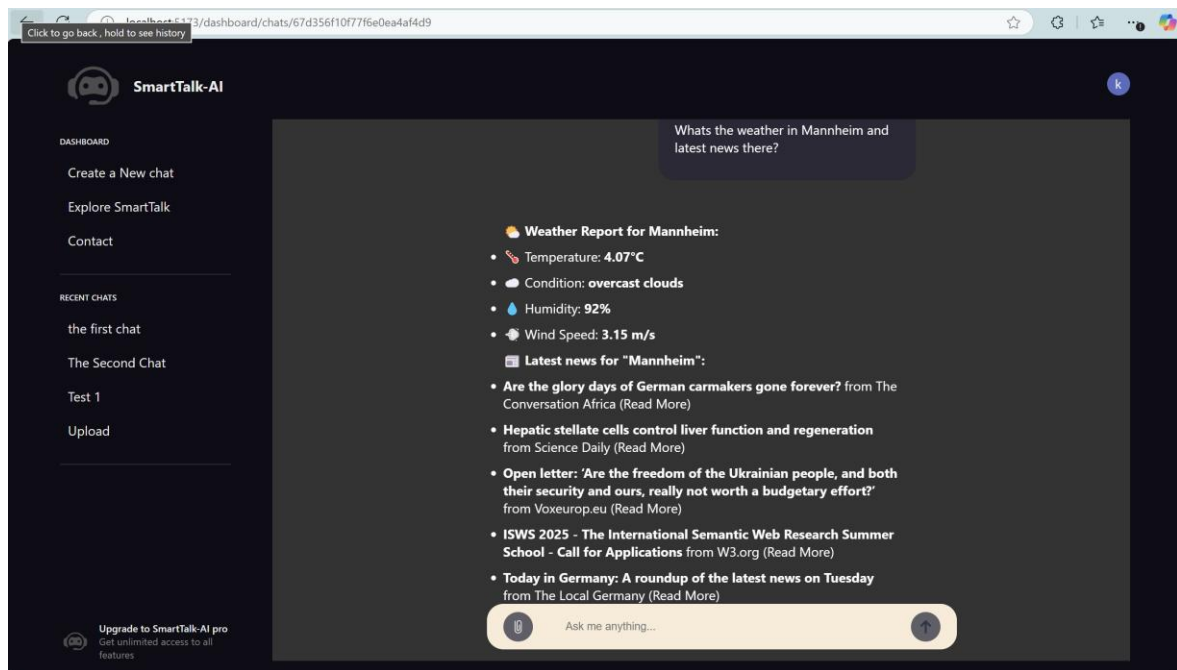 localhost:5173/dashboard/chats/67d356f10f77f6e0ea4af4d9
Click to go back , hold to see history
SmartTalk-AI
k
DASHBOARD
Create a New chat
Explore SmartTalk
Contact
RECENT CHATS
the first chat
The Second Chat
Test 1
Upload
Upgrade to SmartTalk-AI pro
Get unlimited access to all
features
Whats the weather in Mannheim and
latest news there?
Weather Report for Mannheim:
• Temperature: 4.07°C
• Condition: overcast clouds
• Humidity: 92%
• Wind Speed: 3.15 m/s
Latest news for "Mannheim":
• Are the glory days of German carmakers gone forever? from The
Conversation Africa (Read More)
• Hepatic stellate cells control liver function and regeneration
from Science Daily (Read More)
• Open letter: ‘Are the freedom of the Ukrainian people, and both
their security and ours, really not worth a budgetary effort?’
from Voxeurop.eu (Read More)
• ISWS 2025 - The International Semantic Web Research Summer
School - Call for Applications from W3.org (Read More)
• Today in Germany: A roundup of the latest news on Tuesday
from The Local Germany (Read More)
Ask me anything...